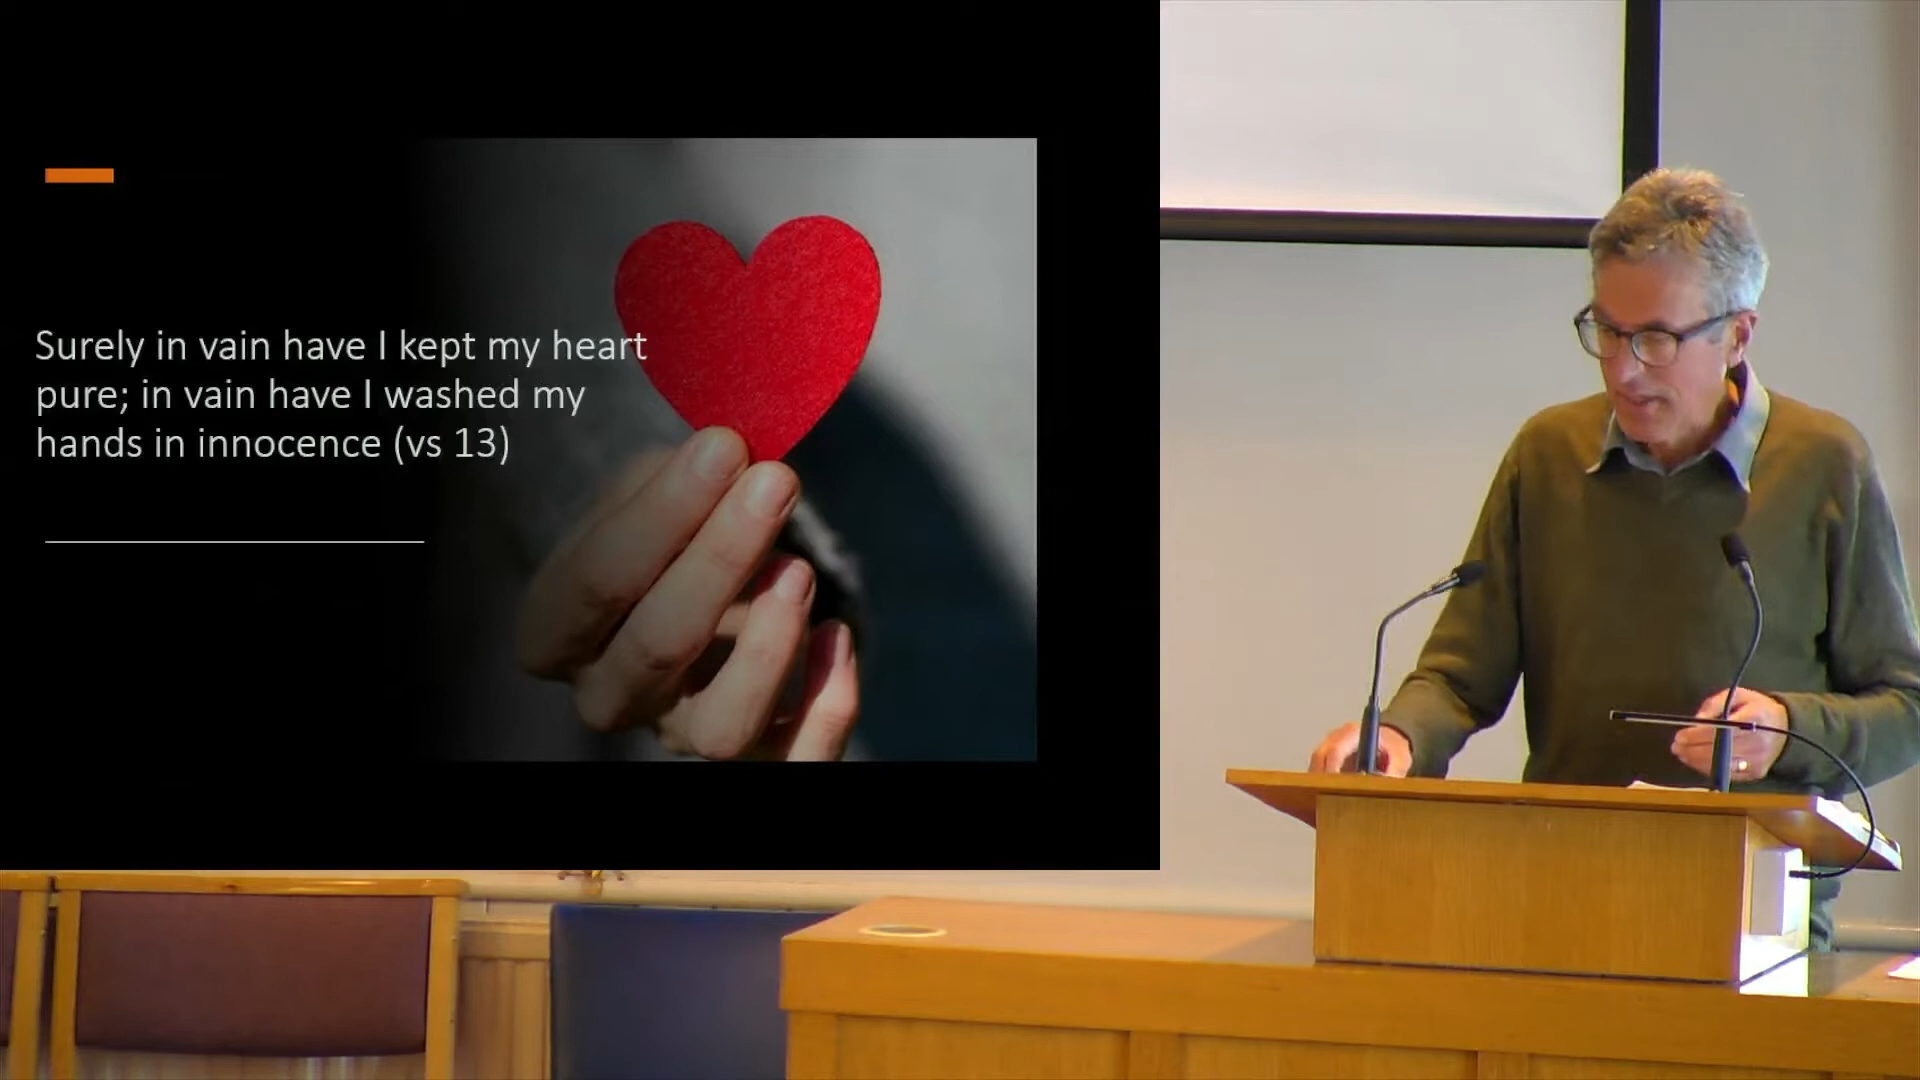 Surely in vain have I kept my heart
pure; in vain have I washed my
hands in innocence (vs 13)